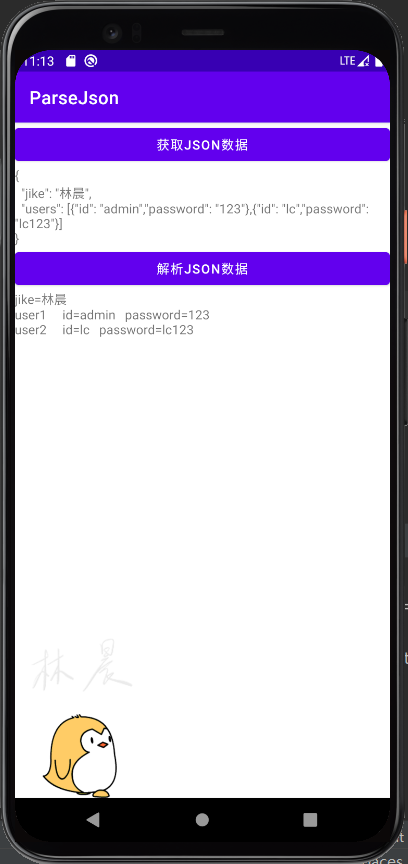 11:13
LTE
ParseJson
获取JSON数据
{
"jike": "林晨",
"users": [{"id": "admin","password": "123"},{"id": "lc","password":
"lc123"}]
}
解析JSON数据
jike=林晨
user1 id=admin password=123
user2 id=lc password=lc123
林晨